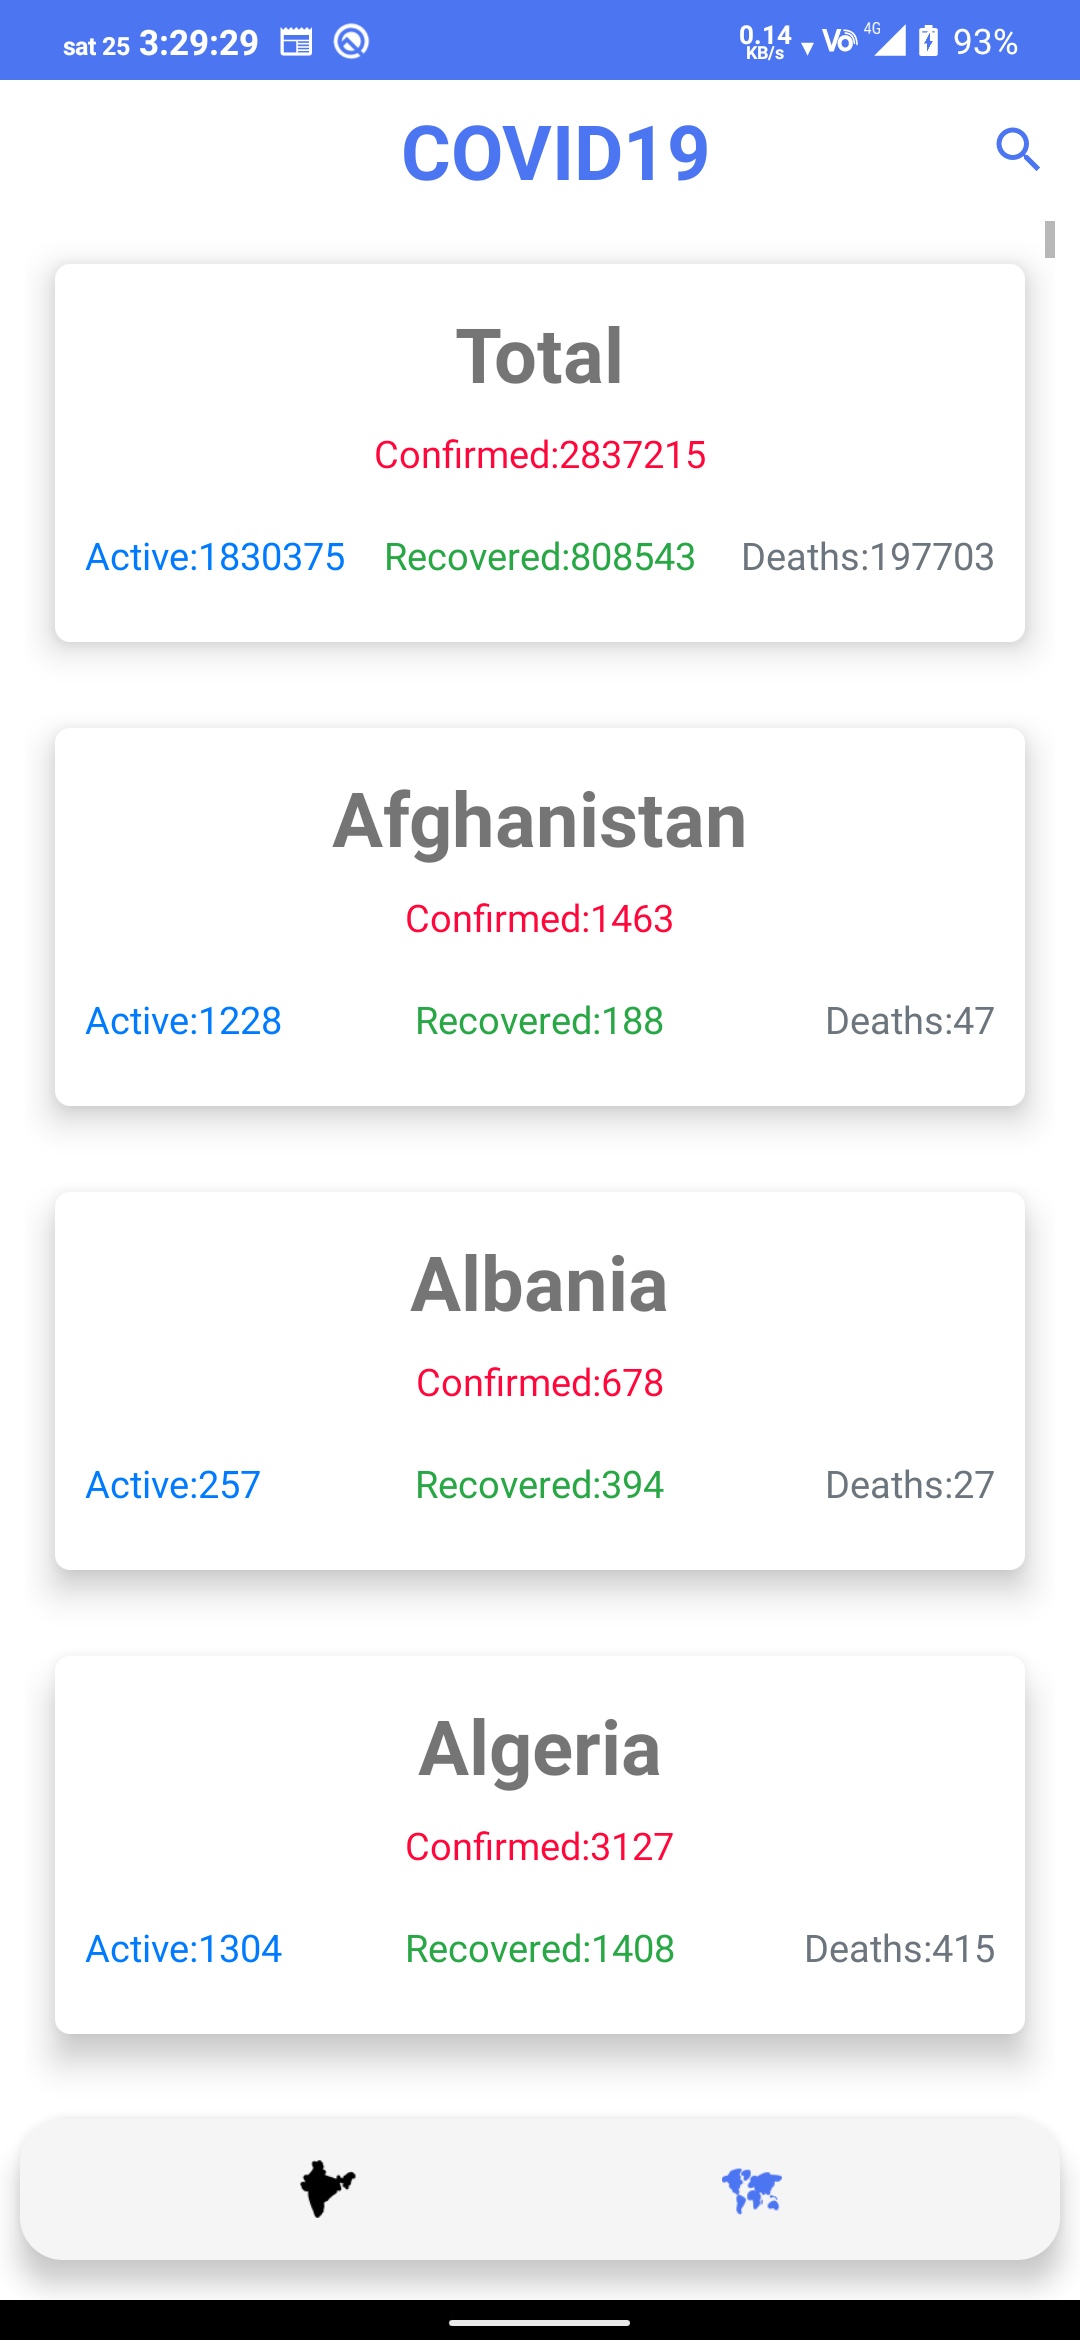 sat 25 3:29:29 0.14 KB/s Vo 4G 93%
COVID19
Total
Confirmed:2837215
Active:1830375 Recovered:808543 Deaths:197703
Afghanistan
Confirmed:1463
Active:1228 Recovered:188 Deaths:47
Albania
Confirmed:678
Active:257 Recovered:394 Deaths:27
Algeria
Confirmed:3127
Active:1304 Recovered:1408 Deaths:415